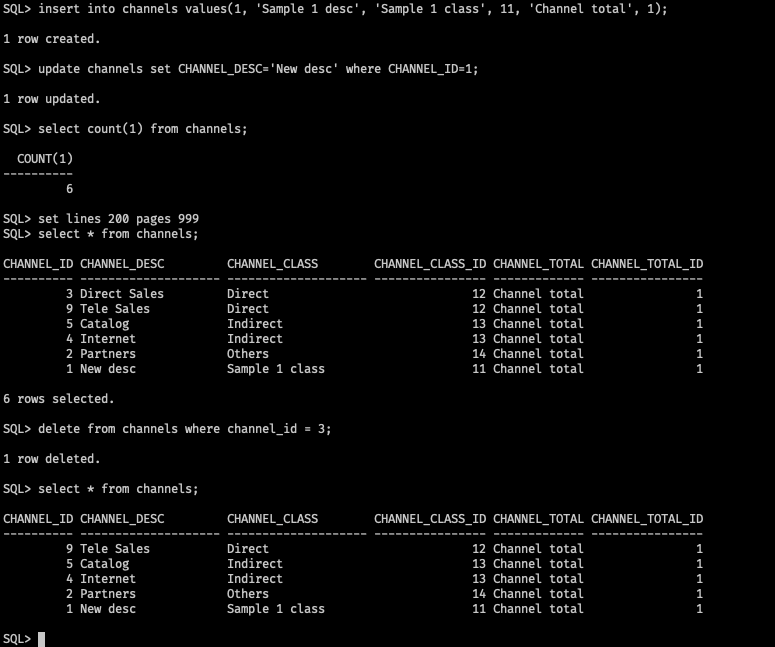 SQL> insert into channels values(1, 'Sample 1 desc', 'Sample 1 class', 11, 'Channel total', 1);
1 row created.
SQL> update channels set CHANNEL_DESC='New desc' where CHANNEL_ID=1;
1 row updated.
SQL> select count(1) from channels;
  COUNT(1)
----------
         6
SQL> set lines 200 pages 999
SQL> select * from channels;
CHANNEL_ID CHANNEL_DESC         CHANNEL_CLASS        CHANNEL_CLASS_ID CHANNEL_TOTAL CHANNEL_TOTAL_ID
---------- -------------------- -------------------- ---------------- ------------- ----------------
         3 Direct Sales         Direct                             12 Channel total                1
         9 Tele Sales           Direct                             12 Channel total                1
         5 Catalog              Indirect                           13 Channel total                1
         4 Internet             Indirect                           13 Channel total                1
         2 Partners             Others                             14 Channel total                1
         1 New desc             Sample 1 class                     11 Channel total                1
6 rows selected.
SQL> delete from channels where channel_id = 3;
1 row deleted.
SQL> select * from channels;
CHANNEL_ID CHANNEL_DESC         CHANNEL_CLASS        CHANNEL_CLASS_ID CHANNEL_TOTAL CHANNEL_TOTAL_ID
---------- -------------------- -------------------- ---------------- ------------- ----------------
         9 Tele Sales           Direct                             12 Channel total                1
         5 Catalog              Indirect                           13 Channel total                1
         4 Internet             Indirect                           13 Channel total                1
         2 Partners             Others                             14 Channel total                1
         1 New desc             Sample 1 class                     11 Channel total                1
SQL>